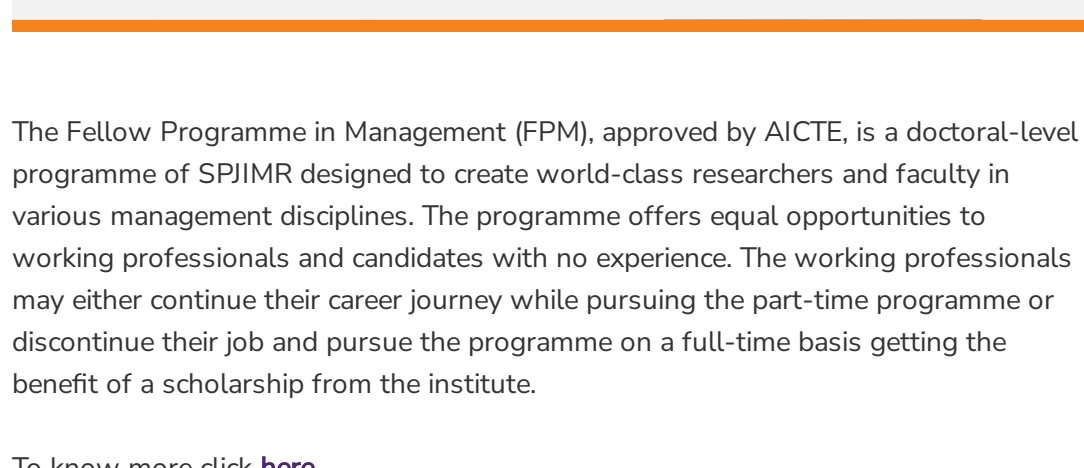 The Fellow Programme in Management (FPM), approved by AICTE, is a doctoral-level
programme of SPJIMR designed to create world-class researchers and faculty in
various management disciplines. The programme offers equal opportunities to
working professionals and candidates with no experience. The working professionals
may either continue their career journey while pursuing the part-time programme or
discontinue their job and pursue the programme on a full-time basis getting the
benefit of a scholarship from the institute.
To know more click here